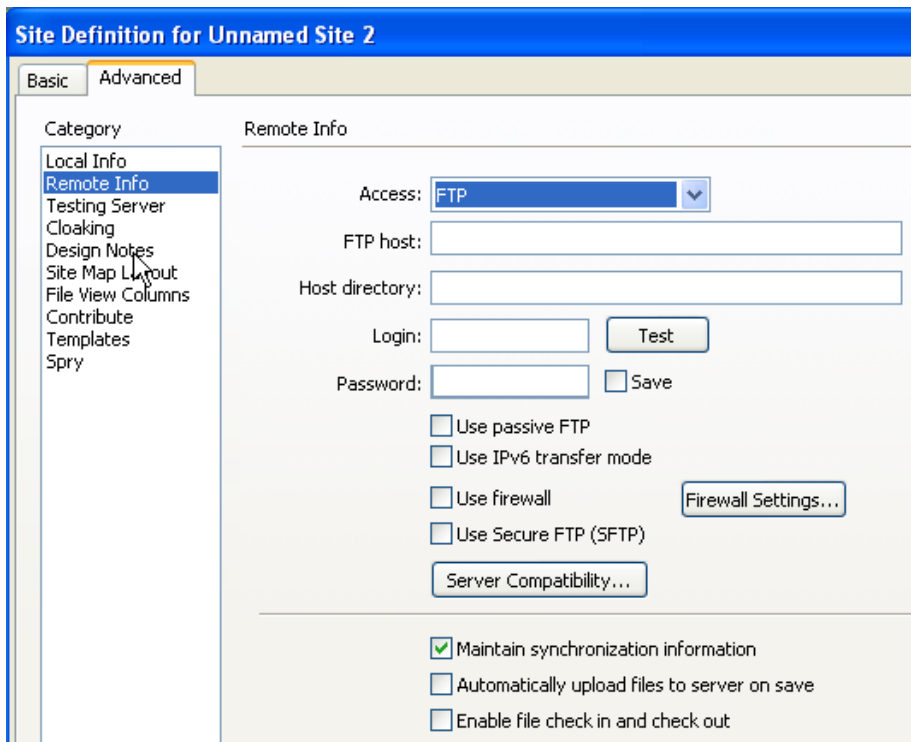 Site Definition for Unnamed Site 2
Basic
Advanced
Category
Local Info
Remote Info
Testing Server
Cloaking
Design Notes
Site Map Layout
File View Columns
Contribute
Templates
Spry
Remote Info
Access: FTP
FTP host:
Host directory:
Login:
Test
Password:
Save
Use passive FTP
Use IPv6 transfer mode
Use firewall
Firewall Settings...
Use Secure FTP (SFTP)
Server Compatibility...
Maintain synchronization information
Automatically upload files to server on save
Enable file check in and check out